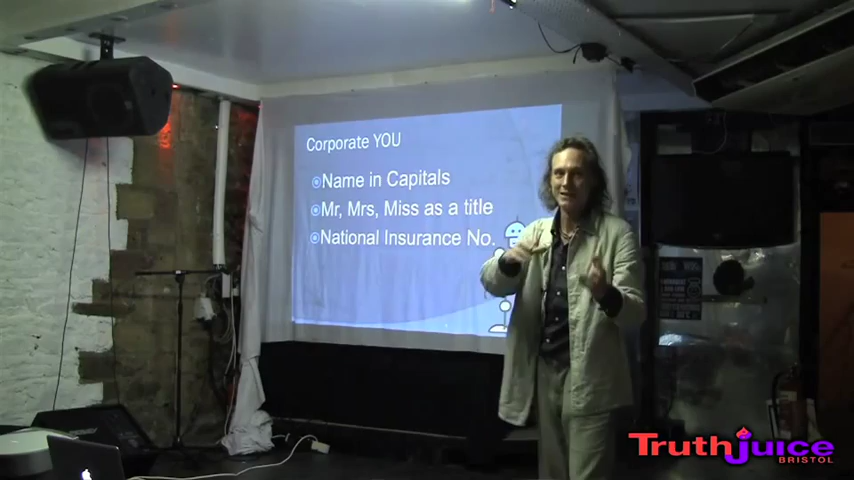 Corporate YOU
Name in Capitals
Mr, Mrs, Miss as a title
National Insurance No.
Truthjuice
BRISTOL